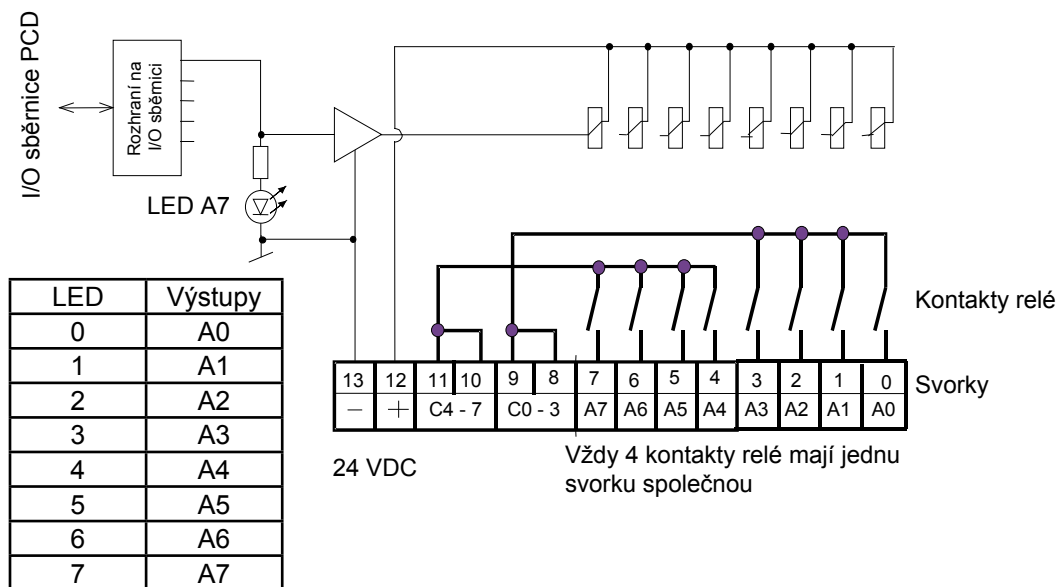 I/O sběrnice PCD
Rozhraní na
I/O sběrnici
LED A7
LED Výstupy
0 A0
1 A1
2 A2
3 A3
4 A4
5 A5
6 A6
7 A7
Kontakty relé
13 12 11 10 9 8 7 6 5 4 3 2 1 0
Svorky
– + C4 - 7 C0 - 3 A7 A6 A5 A4 A3 A2 A1 A0
24 VDC
Vždy 4 kontakty relé mají jednu
svorku společnou